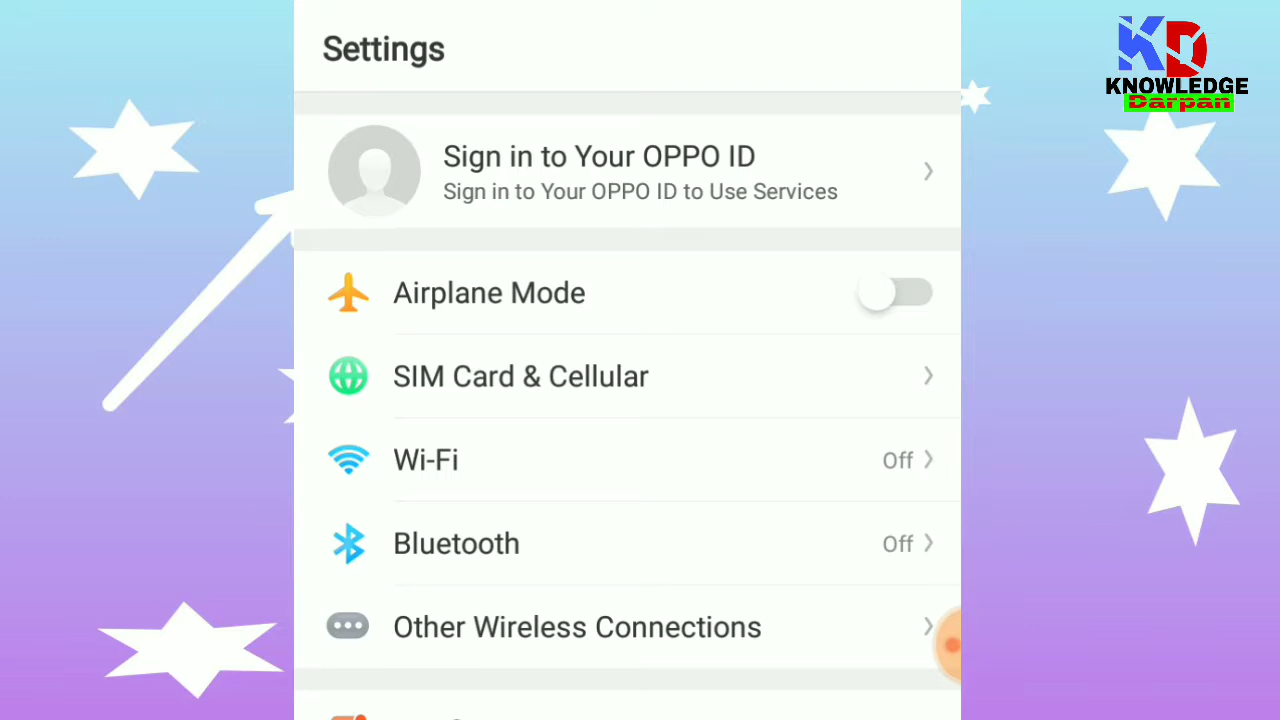 Settings
KNOWLEDGE
Darpan
Sign in to Your OPPO ID
Sign in to Your OPPO ID to Use Services
Airplane Mode
SIM Card & Cellular
Wi-Fi
Off
Bluetooth
Off
Other Wireless Connections